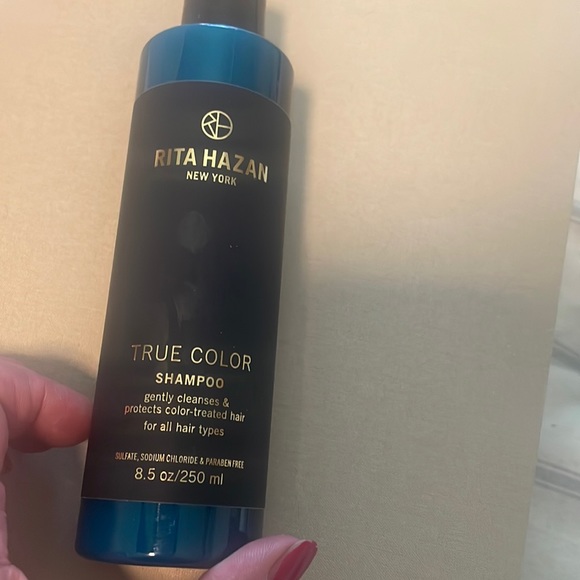 RITA HAZAN
NEW YORK
TRUE COLOR
SHAMPOO
gently cleanses &
protects color-treated hair
for all hair types
SULFATE, SODIUM CHLORIDE & PARABEN FREE
8.5 oz/250 ml